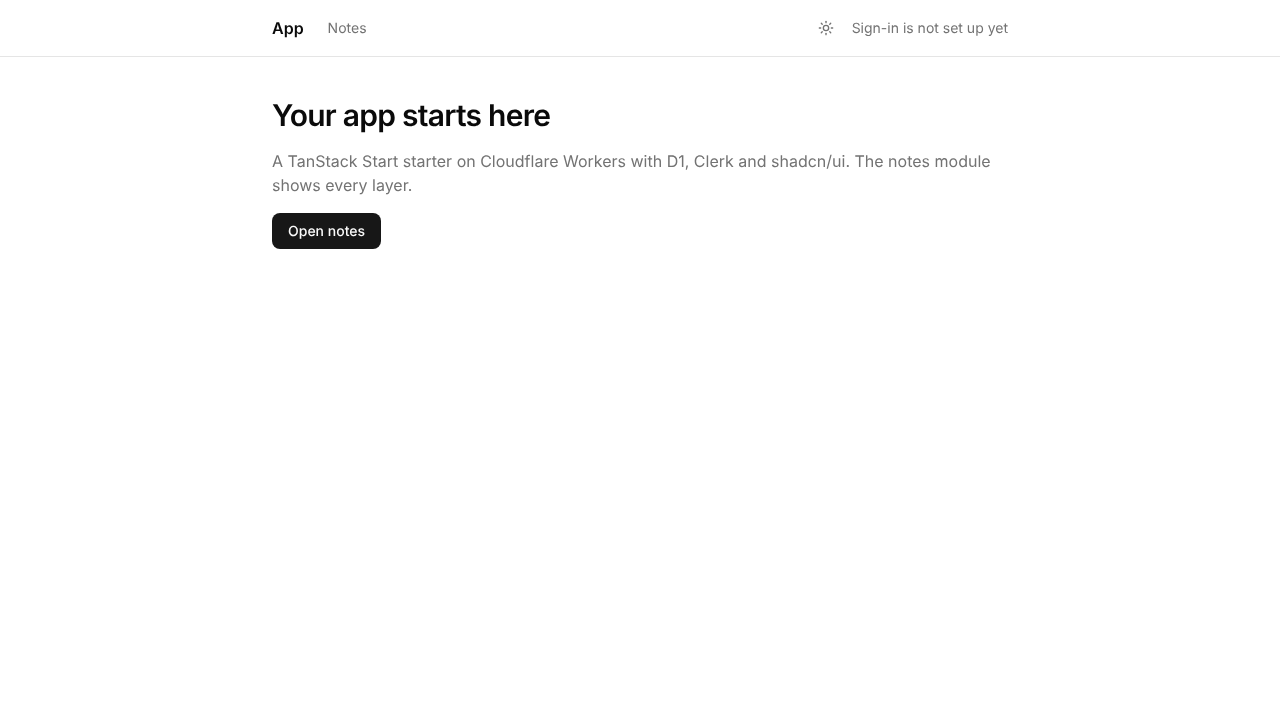 App
Notes
Sign-in is not set up yet
Your app starts here
A TanStack Start starter on Cloudflare Workers with D1, Clerk and shadcn/ui. The notes module
shows every layer.
Open notes